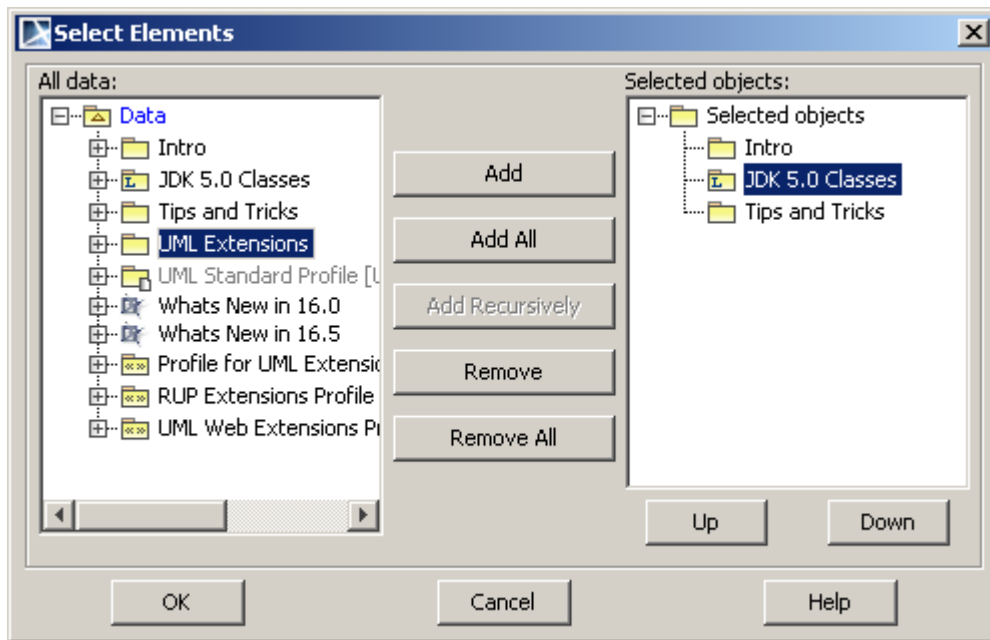 Select Elements
All data:
Data
Intro
JDK 5.0 Classes
Tips and Tricks
UML Extensions
UML Standard Profile [U
Whats New in 16.0
Whats New in 16.5
Profile for UML Extensio
RUP Extensions Profile
UML Web Extensions Pr
Add
Add All
Add Recursively
Remove
Remove All
Selected objects:
Selected objects
Intro
JDK 5.0 Classes
Tips and Tricks
Up
Down
OK
Cancel
Help